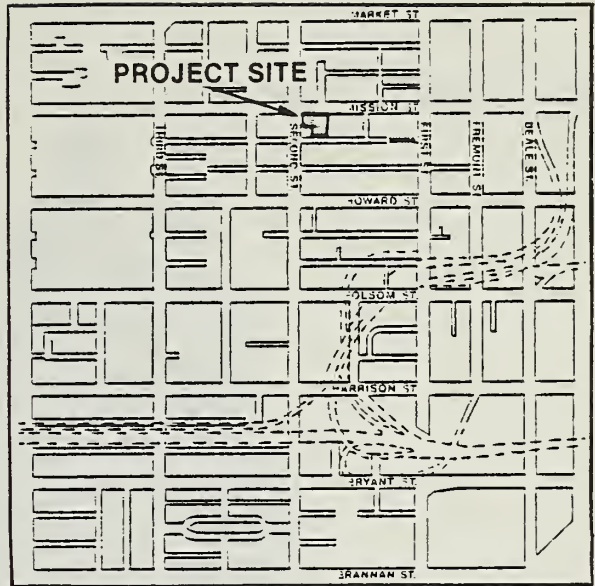 MARKET ST.
PROJECT SITE
MISSION ST.
THIRD ST.
SECOND ST.
FIRST ST.
FREMONT ST.
BEALE ST.
HOWARD ST.
FOLSOM ST.
HARRISON ST.
BRYANT ST.
BRANNAN ST.